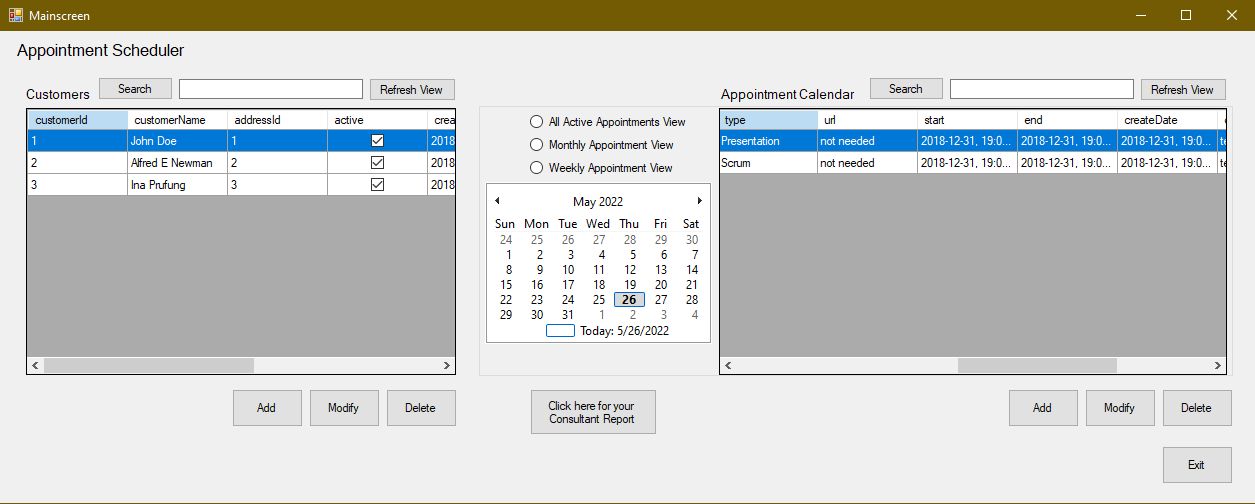 Mainscreen
Appointment Scheduler
Customers Search Refresh View
customerId customerName addressId active crea
1 John Doe 1 2018
2 Alfred E Newman 2 2018
3 Ina Prufung 3 2018
Add Modify Delete
All Active Appointments View
Monthly Appointment View
Weekly Appointment View
May 2022
Sun Mon Tue Wed Thu Fri Sat
24 25 26 27 28 29 30
1 2 3 4 5 6 7
8 9 10 11 12 13 14
15 16 17 18 19 20 21
22 23 24 25 26 27 28
29 30 31 1 2 3 4
Today: 5/26/2022
Click here for your
Consultant Report
Appointment Calendar Search Refresh View
type url start end createDate
Presentation not needed 2018-12-31, 19:0... 2018-12-31, 19:0... 2018-12-31, 19:0... te
Scrum not needed 2018-12-31, 19:0... 2018-12-31, 19:0... 2018-12-31, 19:0... te
Add Modify Delete
Exit